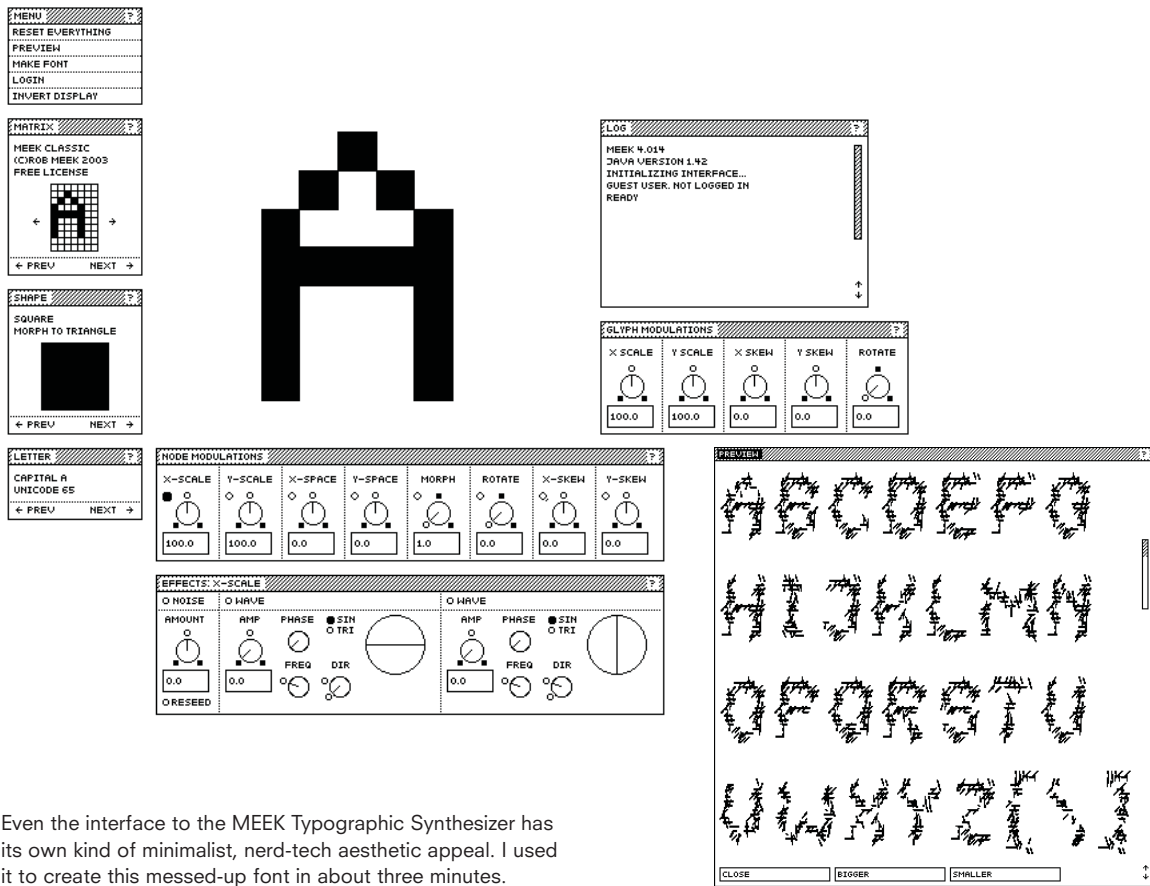 MENU ?
RESET EVERYTHING
PREVIEW
MAKE FONT
LOGIN
INVERT DISPLAY
MATRIX ?
MEEK CLASSIC
(C)ROB MEEK 2003
FREE LICENSE
← →
← PREV NEXT →
SHAPE ?
SQUARE
MORPH TO TRIANGLE
← PREV NEXT →
LETTER ?
CAPITAL A
UNICODE 65
← PREV NEXT →
A
LOG ?
MEEK 4.014
JAVA VERSION 1.42
INITIALIZING INTERFACE...
GUEST USER. NOT LOGGED IN
READY
GLYPH MODULATIONS ?
X SCALE Y SCALE X SKEW Y SKEW ROTATE
100.0 100.0 0.0 0.0 0.0
NODE MODULATIONS ?
X-SCALE Y-SCALE X-SPACE Y-SPACE MORPH ROTATE X-SKEW Y-SKEW
100.0 100.0 0.0 0.0 1.0 0.0 0.0 0.0
EFFECTS: X-SCALE ?
NOISE WAVE WAVE
AMOUNT AMP PHASE SIN AMP PHASE SIN
TRI TRI
FREQ DIR FREQ DIR
0.0 0.0 0.0
RESEED
PREVIEW ?
A B C D E F G
H I J K L M N
O P Q R S T U
V W X Y Z [ \ ]
CLOSE BIGGER SMALLER
Even the interface to the MEEK Typographic Synthesizer has
its own kind of minimalist, nerd-tech aesthetic appeal. I used
it to create this messed-up font in about three minutes.